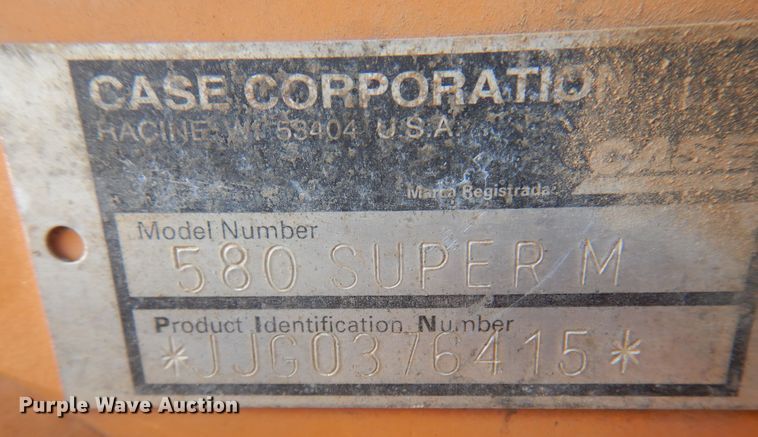 CASE CORPORATION
RACINE, WI 53404 U.S.A.
CASE
Marca Registrada
Model Number
580 SUPER M
Product Identification Number
*JJG0376415*
Purple Wave Auction